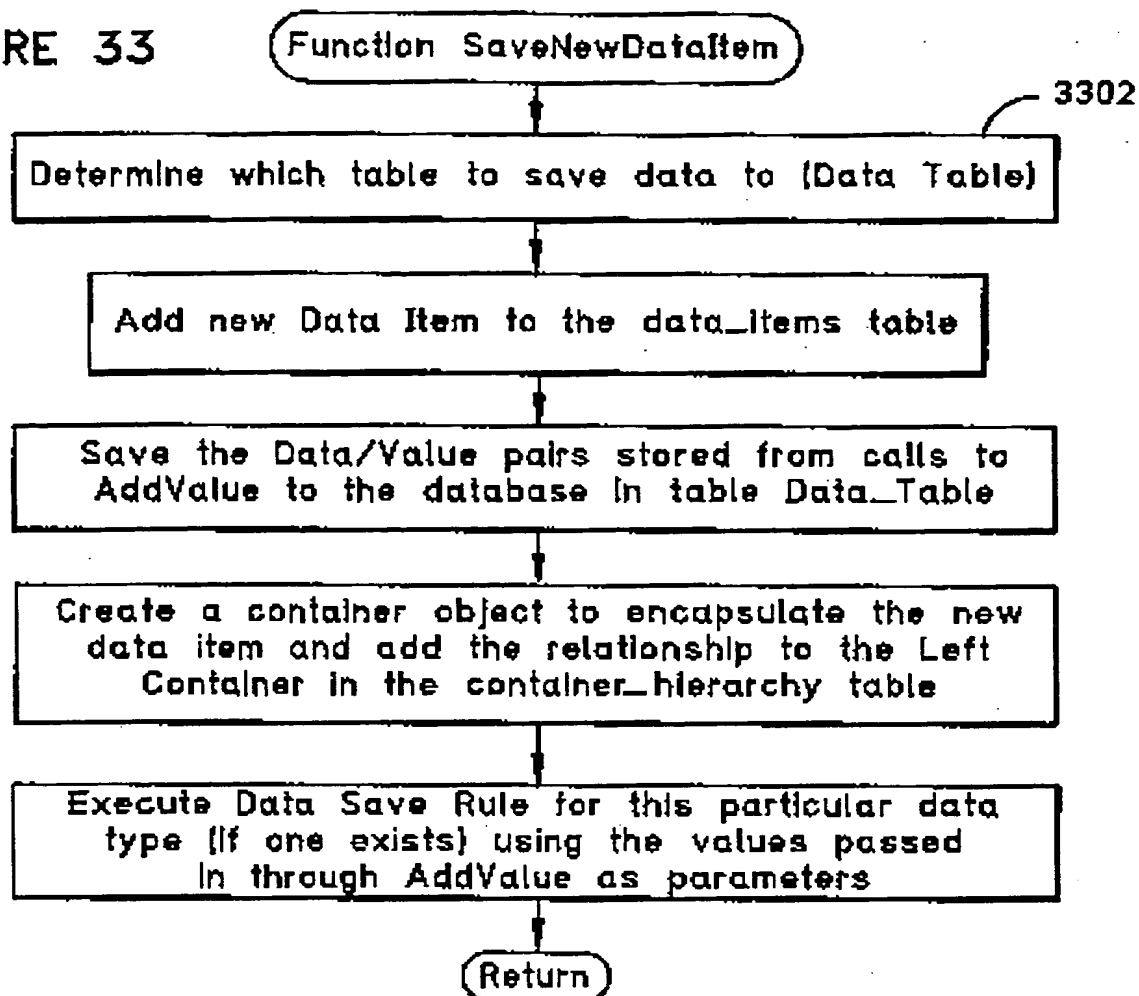 RE 33
Function SaveNewDataItem
3302
Determine which table to save data to (Data Table)
Add new Data Item to the data_items table
Save the Data/Value pairs stored from calls to
AddValue to the database in table Data_Table
Create a container object to encapsulate the new
data item and add the relationship to the Left
Container in the container_hierarchy table
Execute Data Save Rule for this particular data
type (if one exists) using the values passed
in through AddValue as parameters
Return